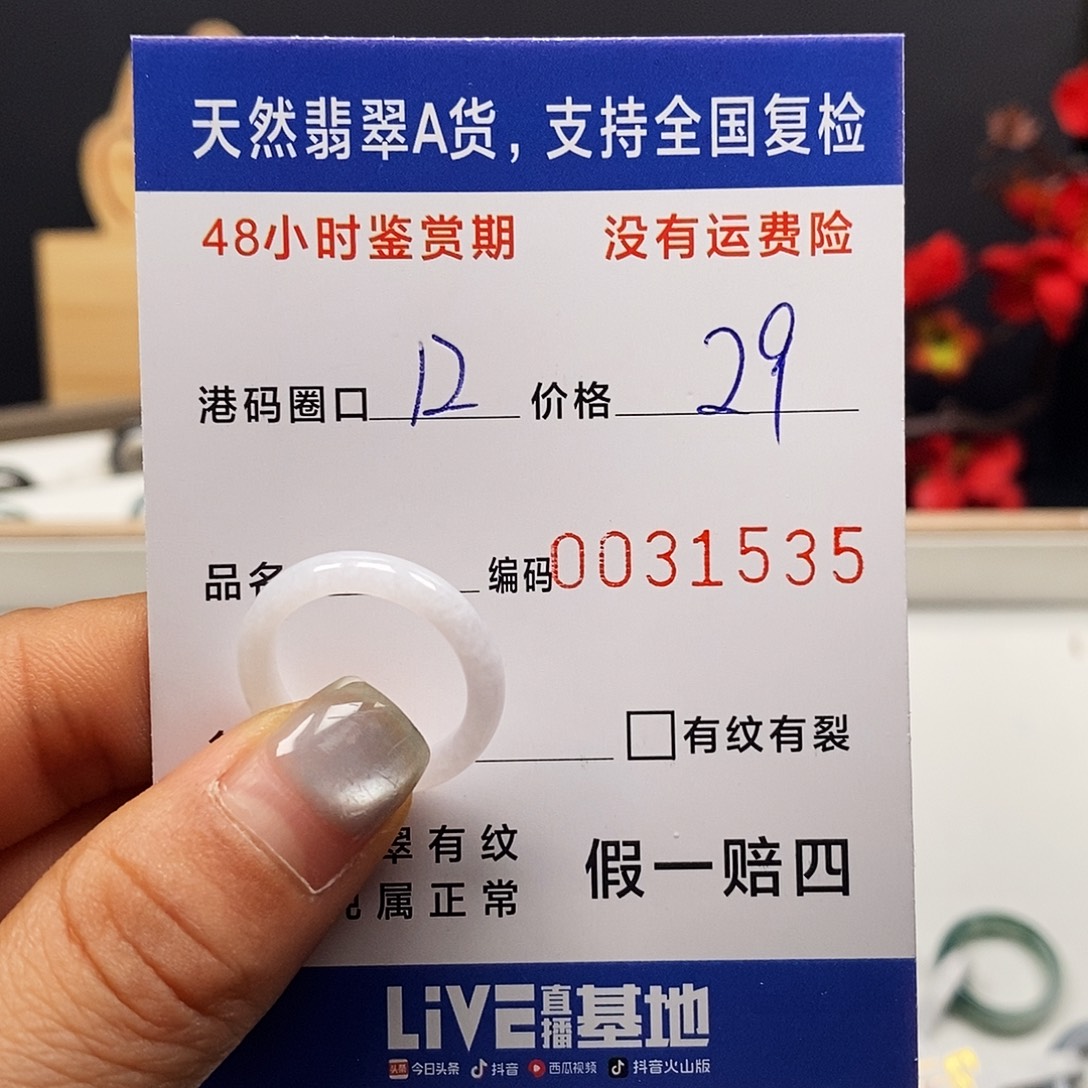 天然翡翠A货，支持全国复检
48小时鉴赏期 没有运费险
港码圈口 12 价格 29
品名 编码 0031535
□有纹有裂
翠有纹
属正常
假一赔四
LiVE直播基地
头条 今日头条 抖音 西瓜视频 抖音火山版